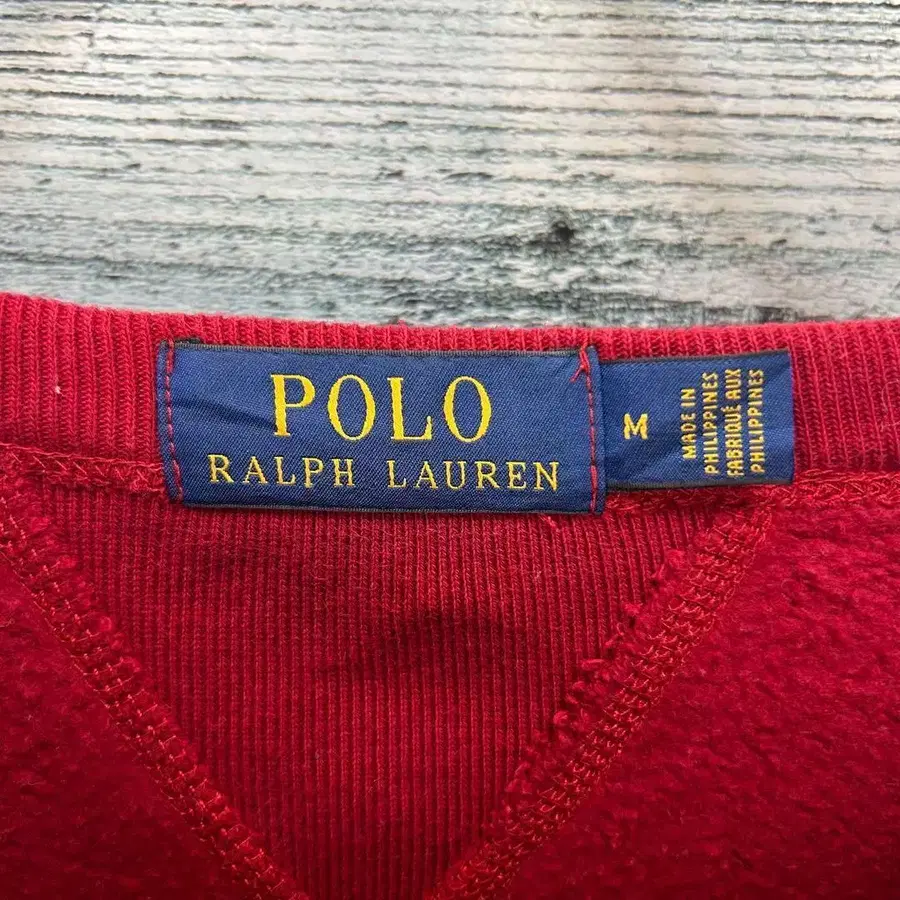 POLO
RALPH LAUREN
M
MADE IN
PHILIPPINES
FABRIQUÉ AUX
PHILIPPINES